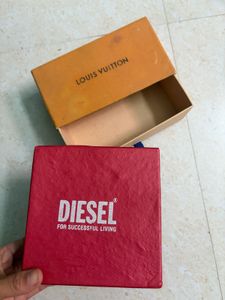 LOUIS VUITTON
DIESEL®
FOR SUCCESSFUL LIVING